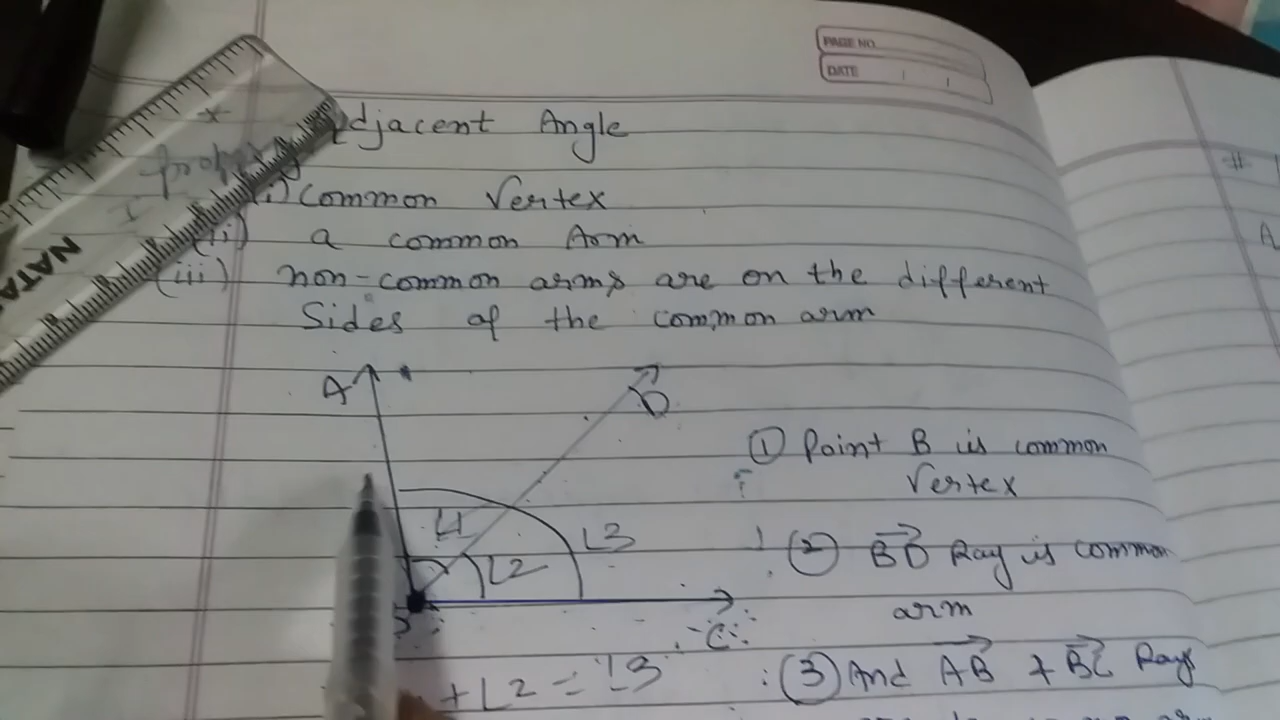 PAGE NO.
DATE
Adjacent Angle
(i) Common Vertex
(ii) a common Arm
(iii) non-common arms are on the different
Sides of the common arm
A
D
① Point B is common
Vertex
∠1
∠3
∠2
② BD Ray is common
arm
C
+∠2 = ∠3
③ And AB & BC Rays
NATA